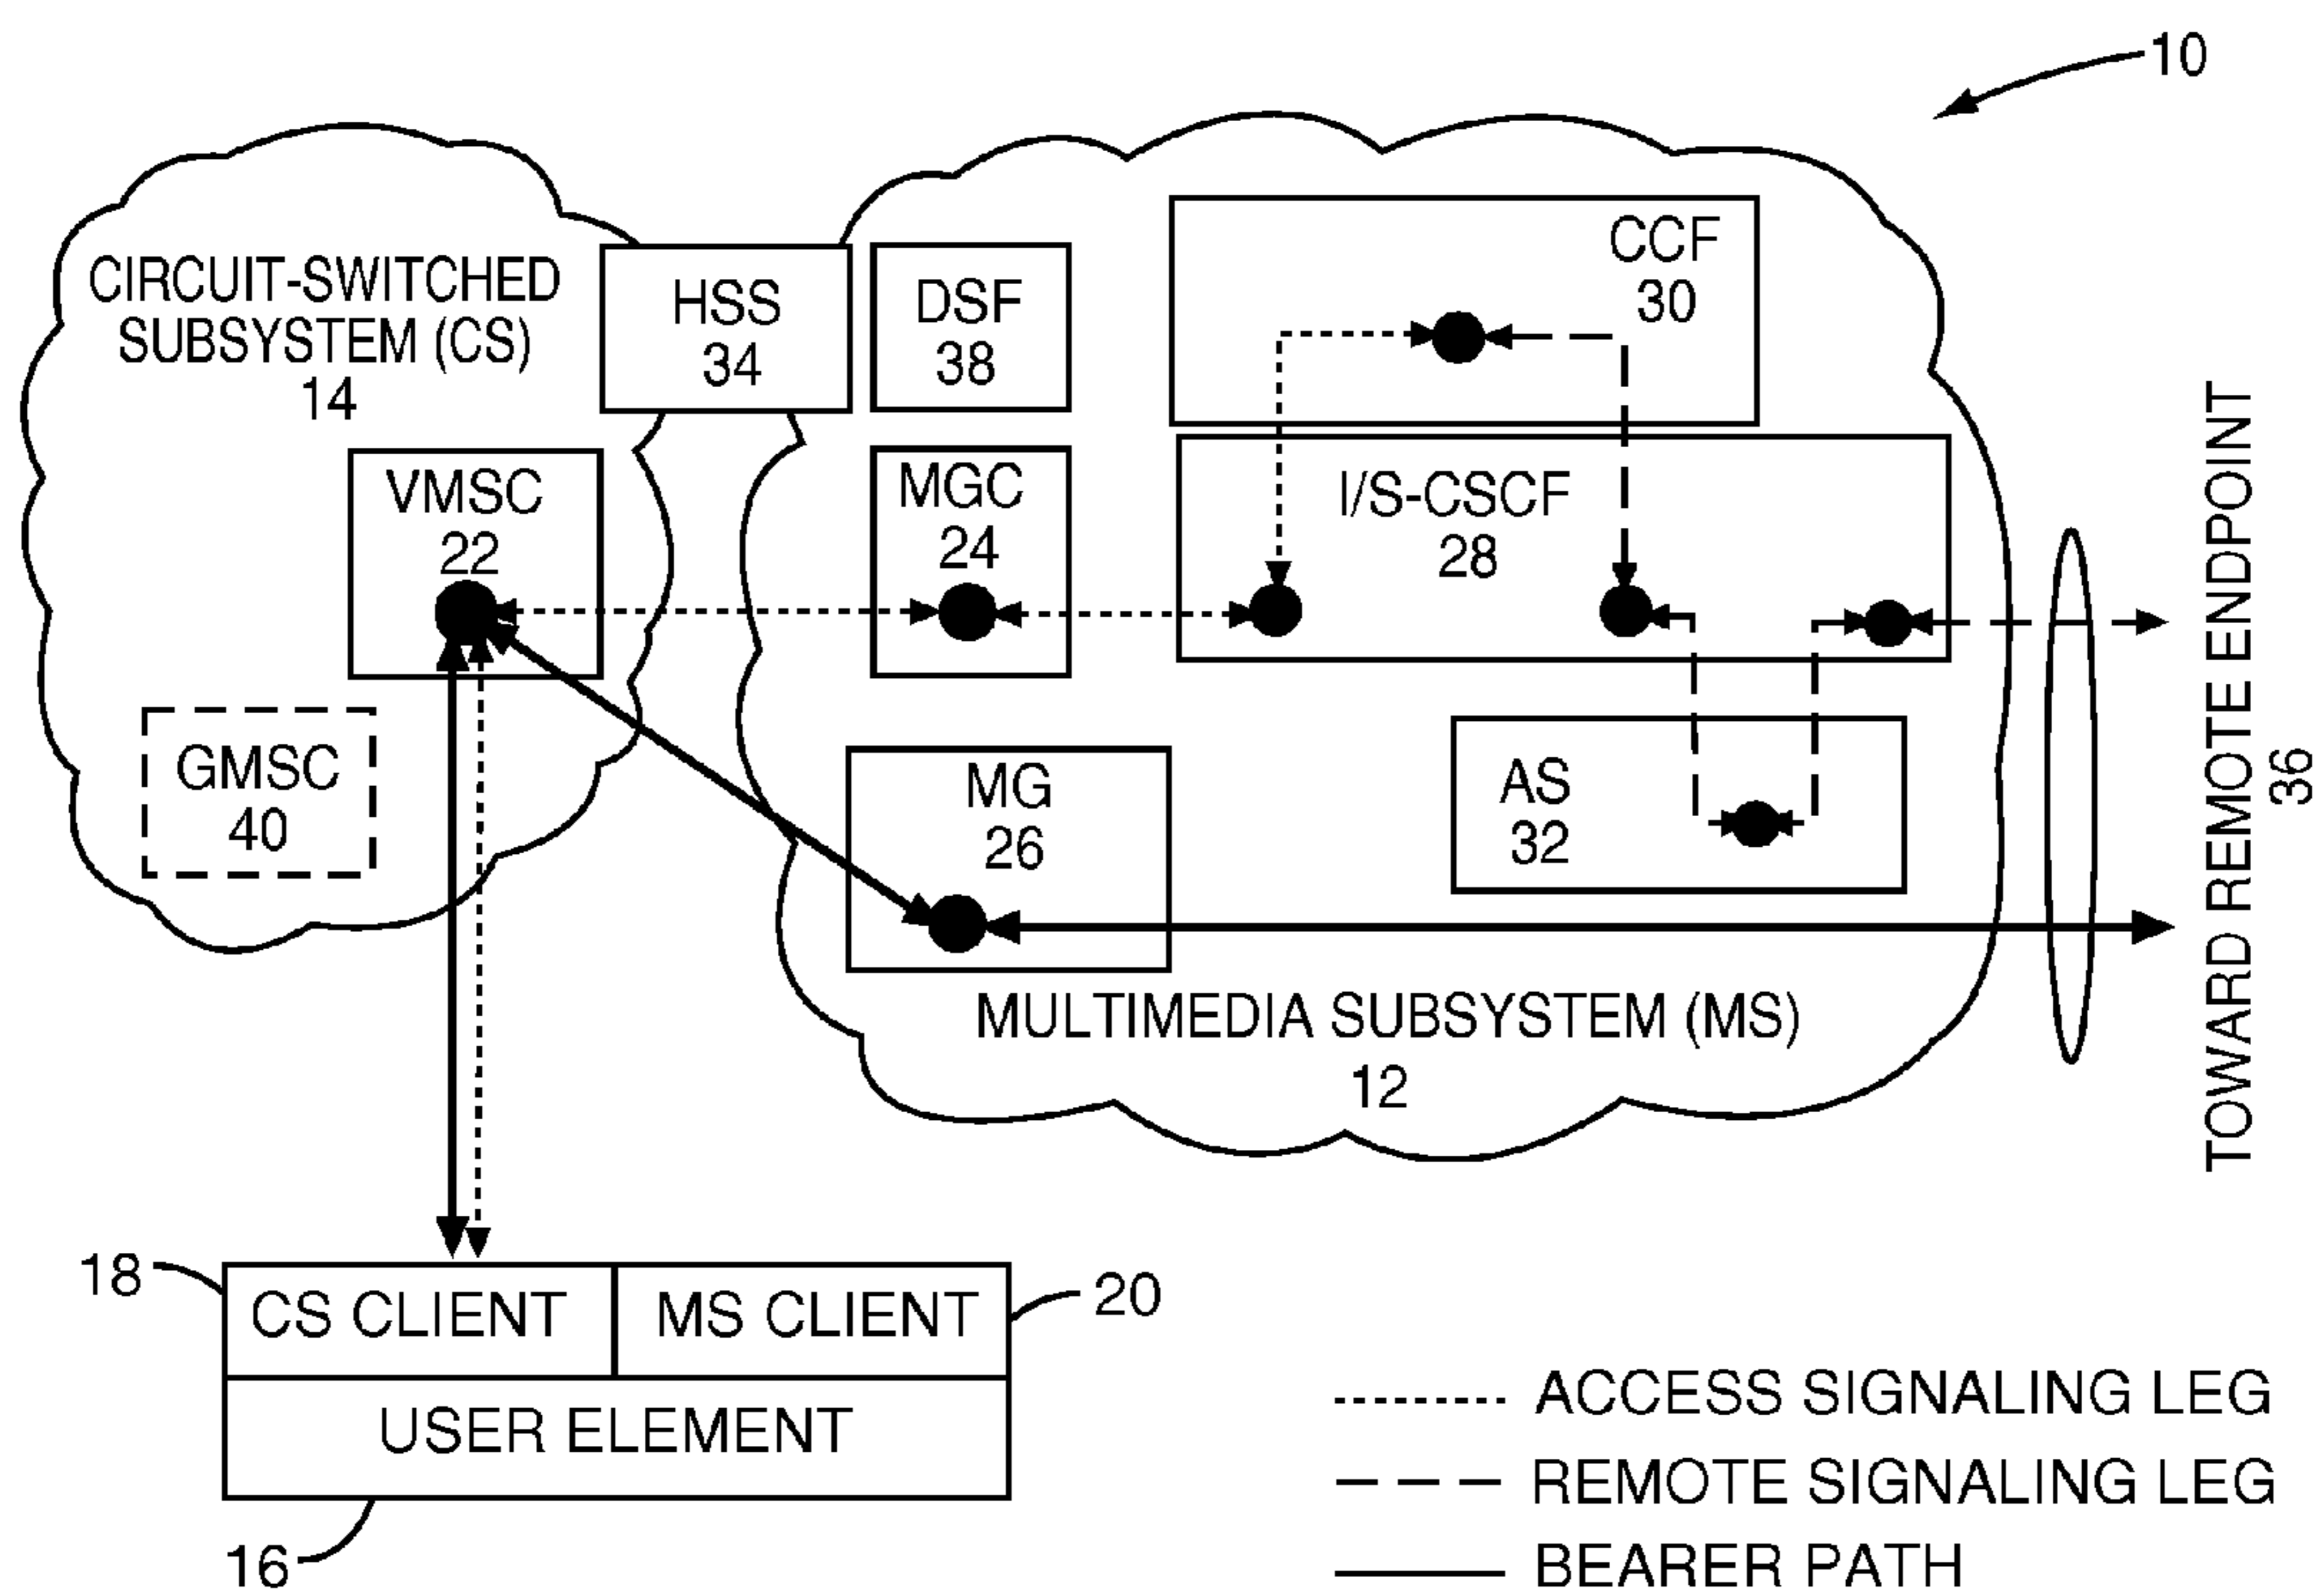 10
CIRCUIT-SWITCHED
SUBSYSTEM (CS)
14
HSS
34
DSF
38
CCF
30
VMSC
22
MGC
24
I/S-CSCF
28
GMSC
40
MG
26
AS
32
TOWARD REMOTE ENDPOINT
36
MULTIMEDIA SUBSYSTEM (MS)
12
18
CS CLIENT
MS CLIENT
20
USER ELEMENT
16
ACCESS SIGNALING LEG
REMOTE SIGNALING LEG
BEARER PATH